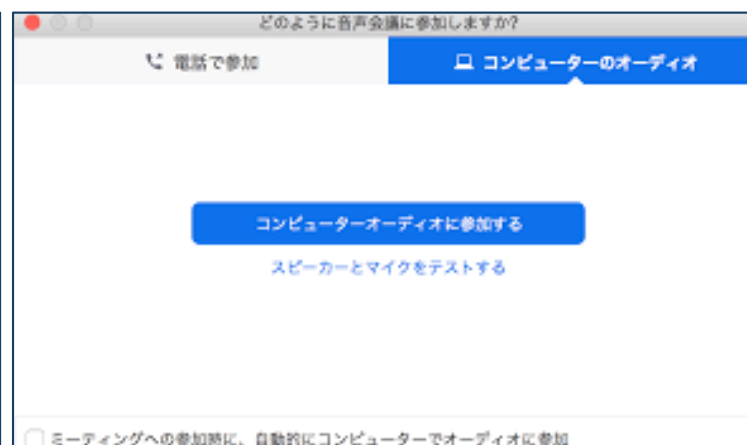 どのように音声会議に参加しますか?
電話で参加
コンピューターのオーディオ
コンピューターオーディオに参加する
スピーカーとマイクをテストする
ミーティングへの参加時に、自動的にコンピューターでオーディオに参加